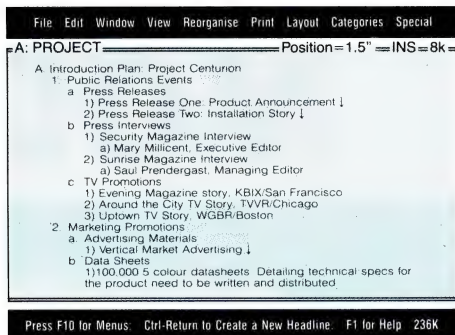 File Edit Window View Reorganise Print Layout Categories Special
A: PROJECT Position=1.5" INS=8k
A. Introduction Plan: Project Centurion
1. Public Relations Events
a Press Releases
1) Press Release One: Product Announcement ↓
2) Press Release Two: Installation Story ↓
b Press Interviews
1) Security Magazine Interview
a) Mary Millicent, Executive Editor
2) Sunrise Magazine Interview
a) Saul Prendergast, Managing Editor
c TV Promotions
1) Evening Magazine story, KBIX/San Francisco
2) Around the City TV Story, TVVR/Chicago
3) Uptown TV Story, WGBR/Boston
2. Marketing Promotions
a. Advertising Materials
1) Vertical Market Advertising ↓
b Data Sheets
1)100,000 5 colour datasheets Detailing technical specs for
the product need to be written and distributed
Press F10 for Menus: Ctrl-Return to Create a New Headline: F1 for Help 236K